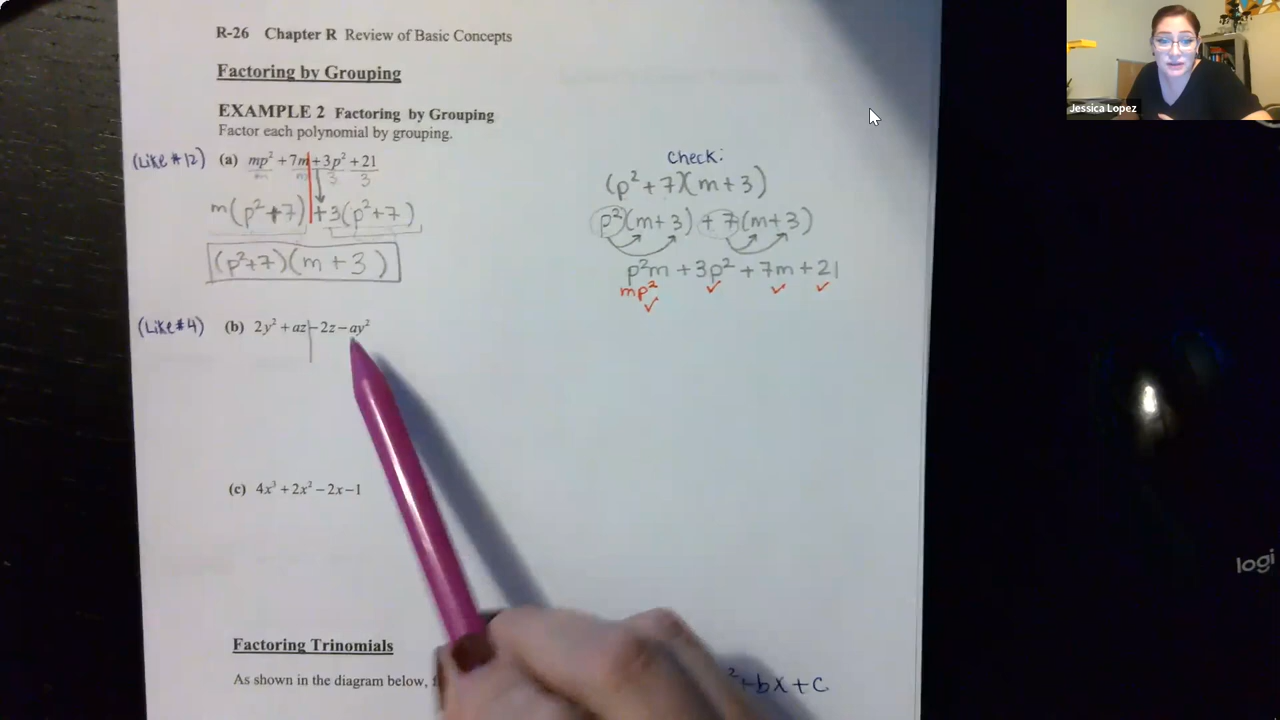 R-26 Chapter R Review of Basic Concepts
Factoring by Grouping
EXAMPLE 2 Factoring by Grouping
Factor each polynomial by grouping.
(Like #12) (a) mp² + 7m + 3p² + 21
m m 3 3
m(p² + 7) + 3(p² + 7)
(p² + 7)(m + 3)
check:
(p² + 7)(m + 3)
p²(m + 3) + 7(m + 3)
p²m + 3p² + 7m + 21
mp² ✓ ✓ ✓ ✓
(Like #4) (b) 2y² + az − 2z − ay²
(c) 4x³ + 2x² − 2x − 1
Factoring Trinomials
As shown in the diagram below,
² + bx + c
Jessica Lopez
logi